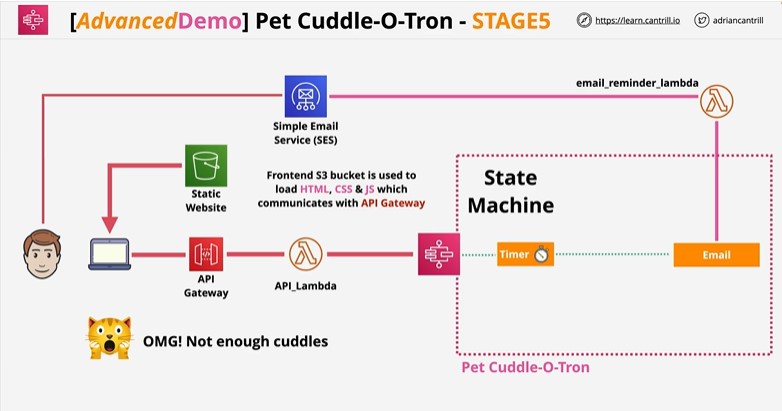 [AdvancedDemo] Pet Cuddle-O-Tron - STAGE5
https://learn.cantrill.io
adriancantrill
email_reminder_lambda
Simple Email
Service (SES)
Static
Website
Frontend S3 bucket is used to
load HTML, CSS & JS which
communicates with API Gateway
State
Machine
API
Gateway
API_Lambda
Timer
Email
OMG! Not enough cuddles
Pet Cuddle-O-Tron